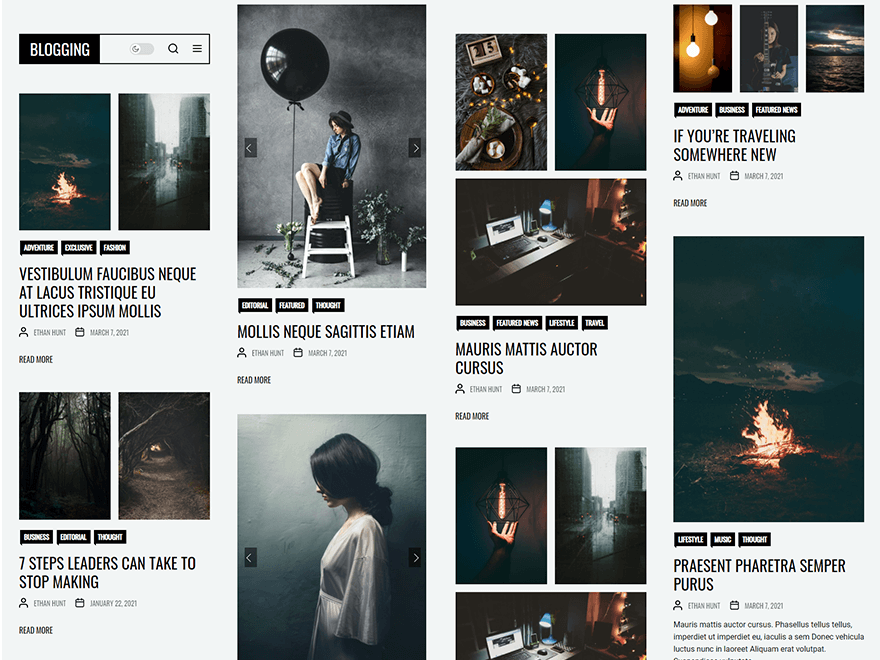 BLOGGING
ADVENTURE EXCLUSIVE FASHION
VESTIBULUM FAUCIBUS NEQUE
AT LACUS TRISTIQUE EU
ULTRICES IPSUM MOLLIS
ETHAN HUNT MARCH 7, 2021
READ MORE
BUSINESS EDITORIAL THOUGHT
7 STEPS LEADERS CAN TAKE TO
STOP MAKING
ETHAN HUNT JANUARY 22, 2021
READ MORE
EDITORIAL FEATURED THOUGHT
MOLLIS NEQUE SAGITTIS ETIAM
ETHAN HUNT MARCH 7, 2021
READ MORE
25
BUSINESS FEATURED NEWS LIFESTYLE TRAVEL
MAURIS MATTIS AUCTOR
CURSUS
ETHAN HUNT MARCH 7, 2021
READ MORE
ADVENTURE BUSINESS FEATURED NEWS
IF YOU'RE TRAVELING
SOMEWHERE NEW
ETHAN HUNT MARCH 7, 2021
READ MORE
LIFESTYLE MUSIC THOUGHT
PRAESENT PHARETRA SEMPER
PURUS
ETHAN HUNT MARCH 7, 2021
Mauris mattis auctor cursus. Phasellus tellus tellus,
imperdiet ut imperdiet eu, iaculis a sem Donec vehicula
luctus nunc in laoreet Aliquam erat volutpat.